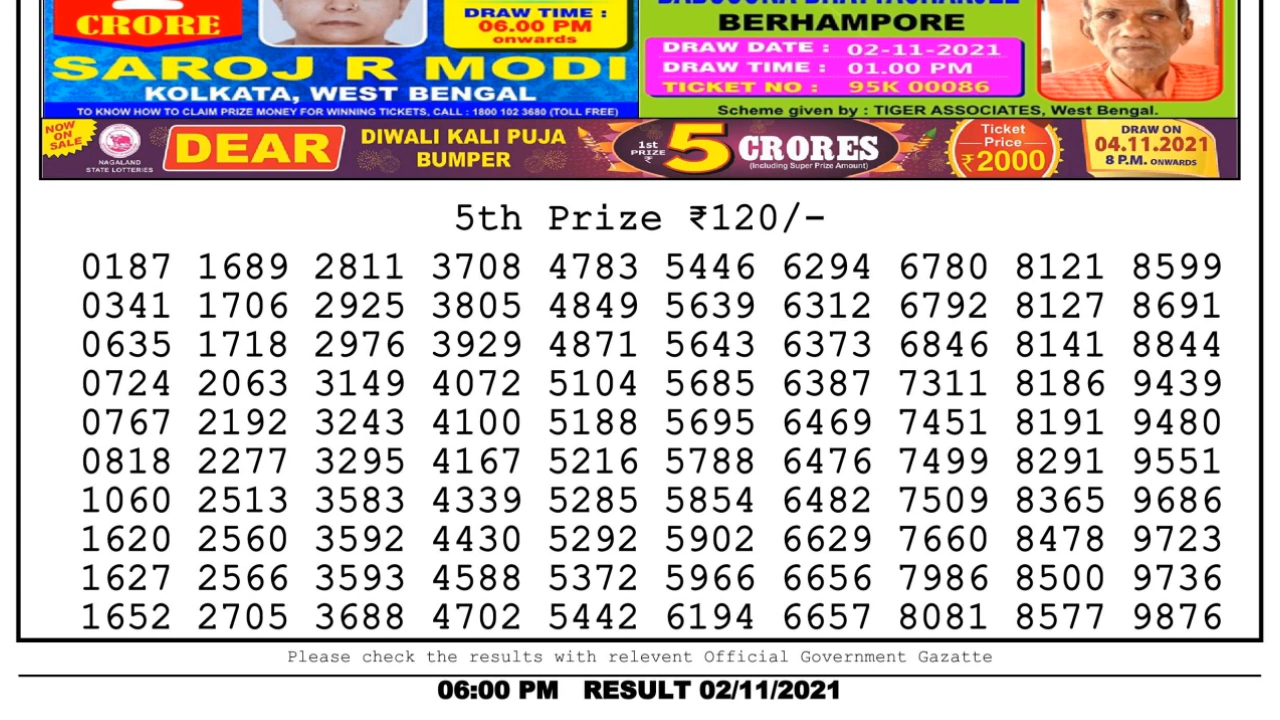 CRORE
DRAW TIME :
06.00 PM
onwards
SAROJ R MODI
KOLKATA, WEST BENGAL
TO KNOW HOW TO CLAIM PRIZE MONEY FOR WINNING TICKETS, CALL : 1800 102 3680 (TOLL FREE)
BERHAMPORE
DRAW DATE : 02-11-2021
DRAW TIME : 01.00 PM
TICKET NO : 95K 00086
Scheme given by : TIGER ASSOCIATES, West Bengal.
NOW
ON
SALE
NAGALAND
STATE LOTTERIES
DEAR
DIWALI KALI PUJA
BUMPER
1st
PRIZE
₹
5
CRORES
(Including Super Prize Amount)
Ticket
Price
₹2000
DRAW ON
04.11.2021
8 P.M. ONWARDS
5th Prize ₹120/-
0187 1689 2811 3708 4783 5446 6294 6780 8121 8599
0341 1706 2925 3805 4849 5639 6312 6792 8127 8691
0635 1718 2976 3929 4871 5643 6373 6846 8141 8844
0724 2063 3149 4072 5104 5685 6387 7311 8186 9439
0767 2192 3243 4100 5188 5695 6469 7451 8191 9480
0818 2277 3295 4167 5216 5788 6476 7499 8291 9551
1060 2513 3583 4339 5285 5854 6482 7509 8365 9686
1620 2560 3592 4430 5292 5902 6629 7660 8478 9723
1627 2566 3593 4588 5372 5966 6656 7986 8500 9736
1652 2705 3688 4702 5442 6194 6657 8081 8577 9876
Please check the results with relevent Official Government Gazatte
06:00 PM RESULT 02/11/2021